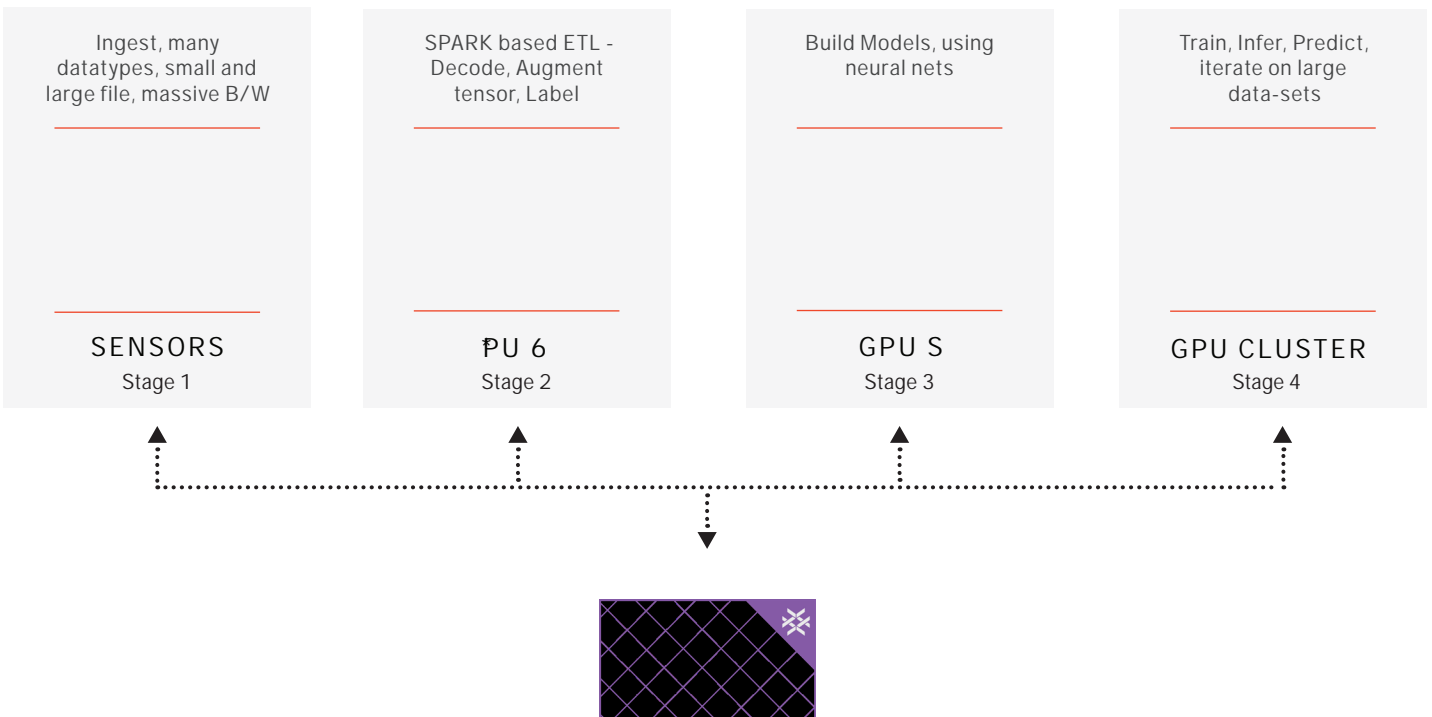 Ingest, many
datatypes, small and
large file, massive B/W
SPARK based ETL -
Decode, Augment
tensor, Label
Build Models, using
neural nets
Train, Infer, Predict,
iterate on large
data-sets
SENSORS
Stage 1
PU 6
Stage 2
GPU S
Stage 3
GPU CLUSTER
Stage 4